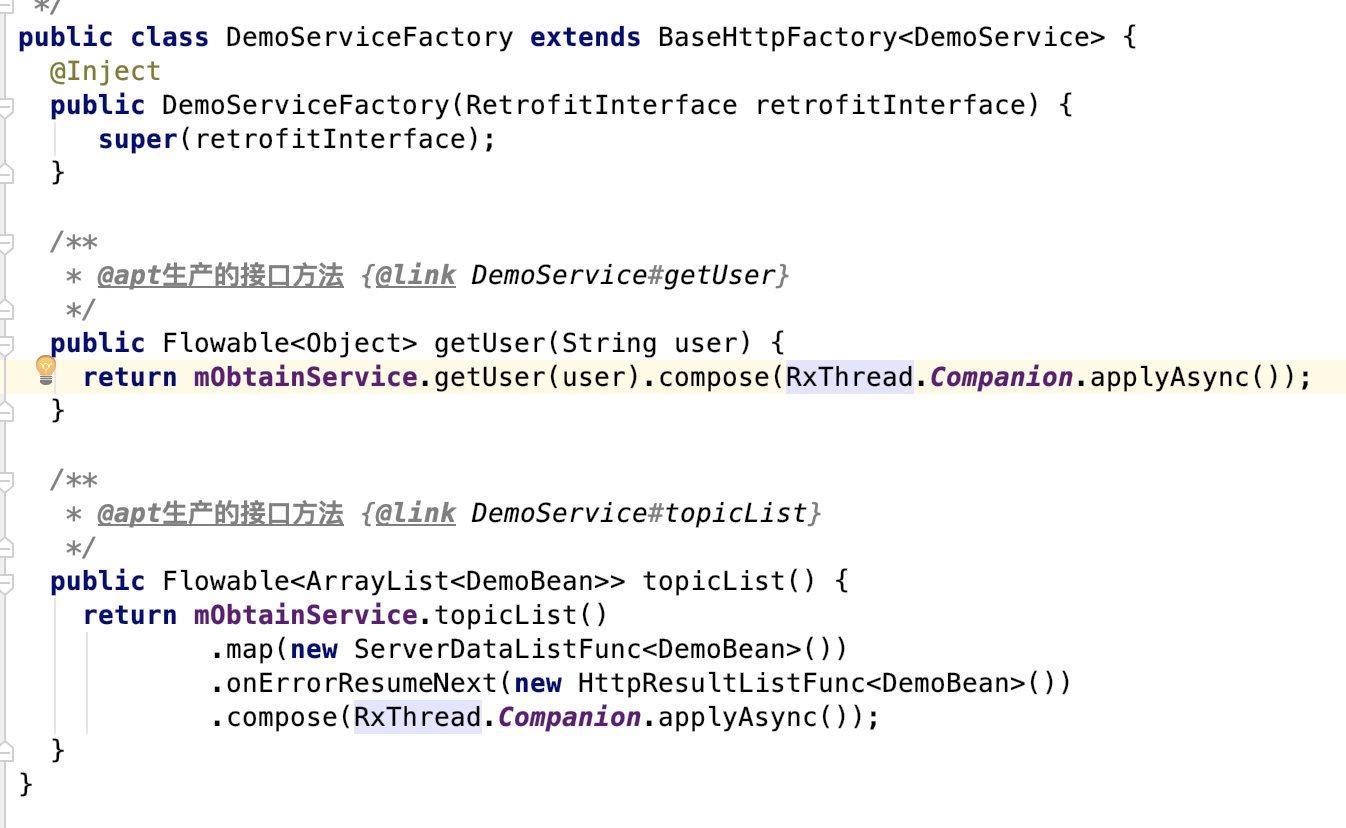 */
public class DemoServiceFactory extends BaseHttpFactory<DemoService> {
@Inject
public DemoServiceFactory(RetrofitInterface retrofitInterface) {
super(retrofitInterface);
}
/**
* @apt生产的接口方法 {@link DemoService#getUser}
*/
public Flowable<Object> getUser(String user) {
return mObtainService.getUser(user).compose(RxThread.Companion.applyAsync());
}
/**
* @apt生产的接口方法 {@link DemoService#topicList}
*/
public Flowable<ArrayList<DemoBean>> topicList() {
return mObtainService.topicList()
.map(new ServerDataListFunc<DemoBean>())
.onErrorResumeNext(new HttpResultListFunc<DemoBean>())
.compose(RxThread.Companion.applyAsync());
}
}